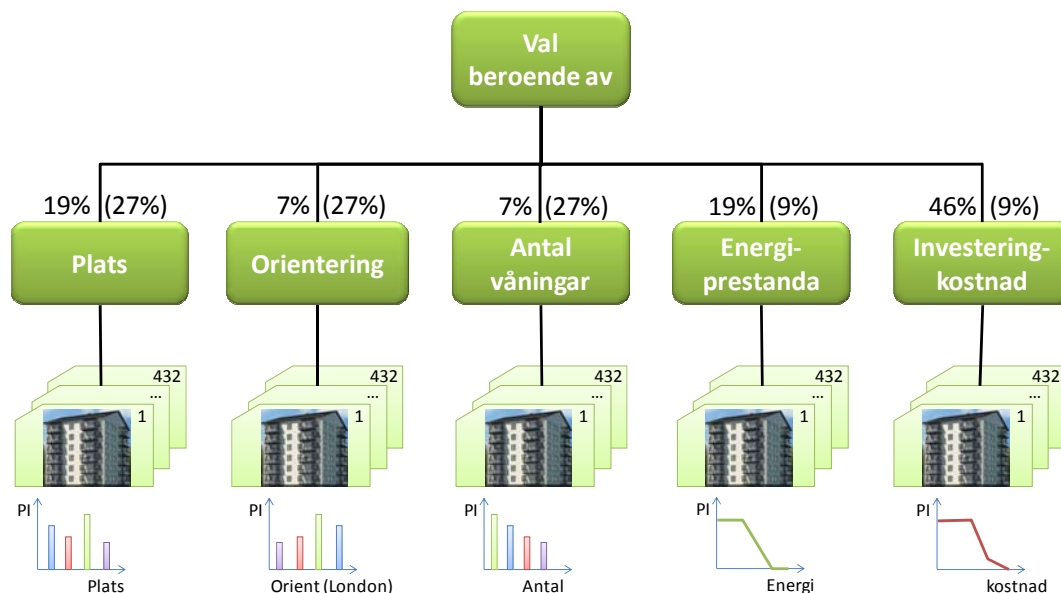 Val
beroende av
19% (27%)
7% (27%)
7% (27%)
19% (9%)
46% (9%)
Plats
Orientering
Antal
våningar
Energi-
prestanda
Investering-
kostnad
432
...
1
432
...
1
432
...
1
432
...
1
432
...
1
PI
Plats
PI
Orient (London)
PI
Antal
PI
Energi
PI
kostnad